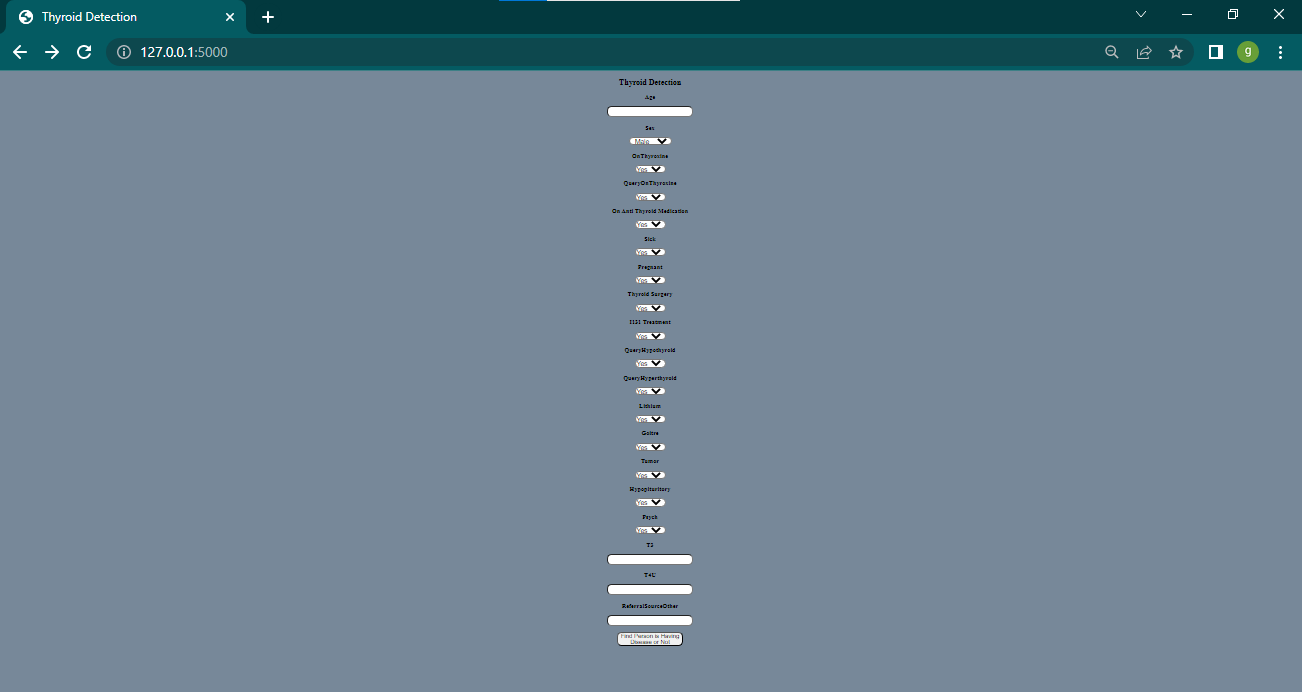 Thyroid Detection
127.0.0.1:5000
g
Thyroid Detection
Age
Sex
Male
OnThyroxine
Yes
QueryOnThyroxine
Yes
On Anti Thyroid Medication
Yes
Sick
Yes
Pregnant
Yes
Thyroid Surgery
Yes
I131 Treatment
Yes
QueryHypothyroid
Yes
QueryHyperthyroid
Yes
Lithium
Yes
Goitre
Yes
Tumor
Yes
Hypopituritory
Yes
Psych
Yes
T3
T4U
ReferralSourceOther
Find Person is Having
Disease or Not